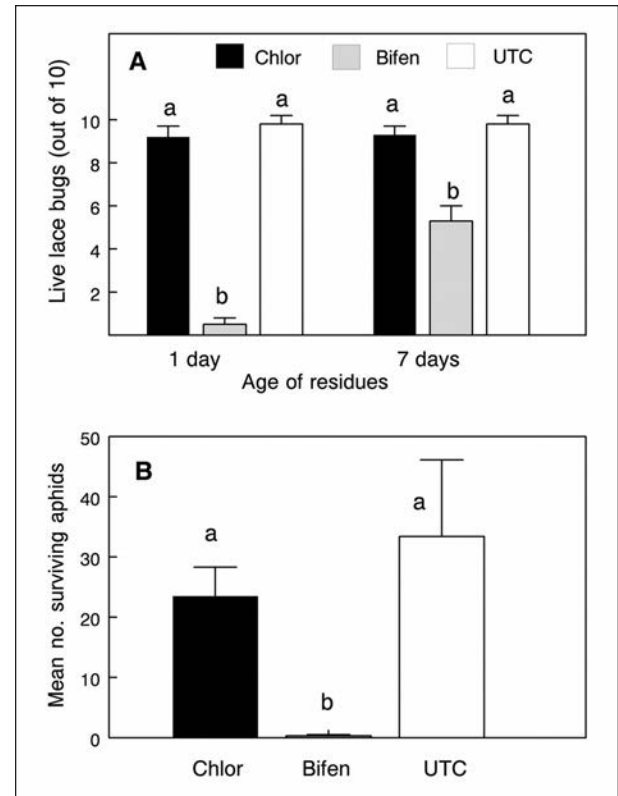 A
Chlor Bifen UTC
Live lace bugs (out of 10)
10
8
6
4
2
a
b
a
a
b
a
1 day 7 days
Age of residues
B
Mean no. surviving aphids
50
40
30
20
10
0
a
b
a
Chlor Bifen UTC